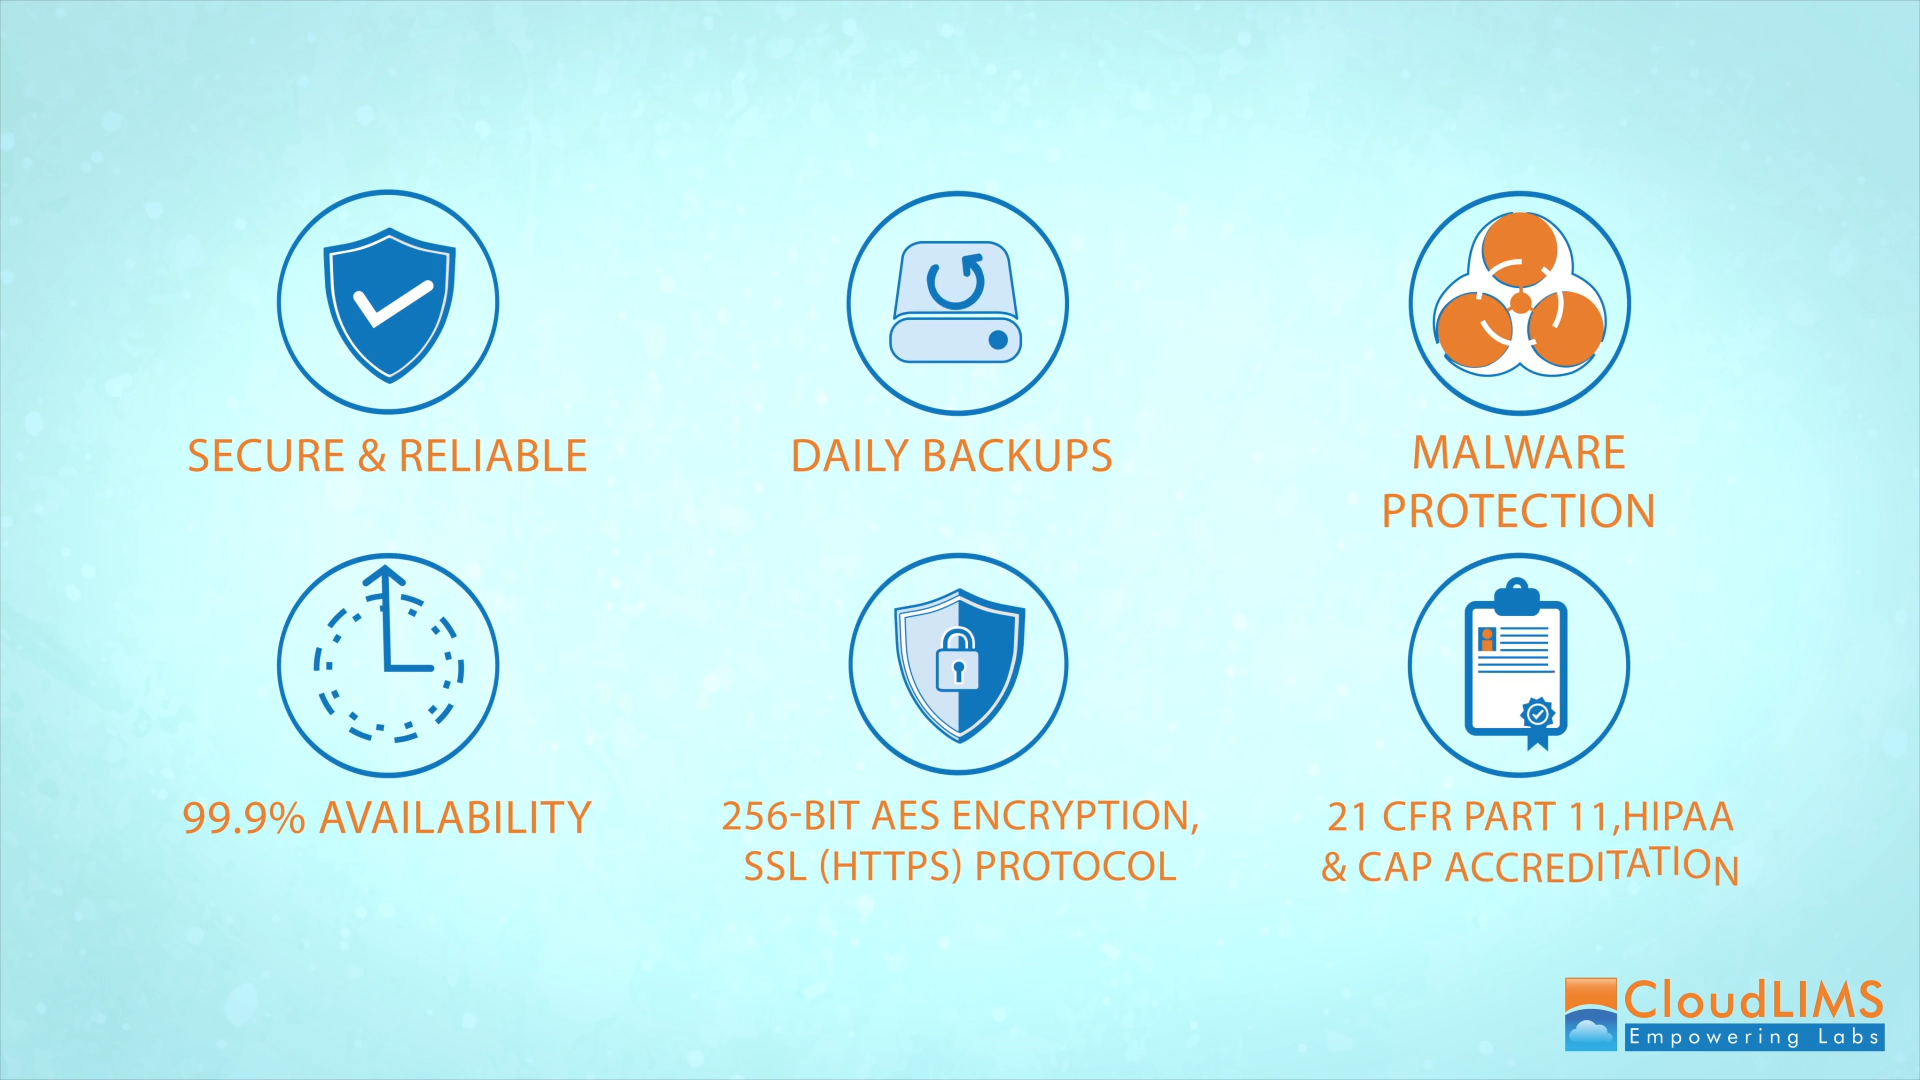 SECURE & RELIABLE
DAILY BACKUPS
MALWARE
PROTECTION
99.9% AVAILABILITY
256-BIT AES ENCRYPTION,
SSL (HTTPS) PROTOCOL
21 CFR PART 11,HIPAA
& CAP ACCREDITATION
CloudLIMS
Empowering Labs